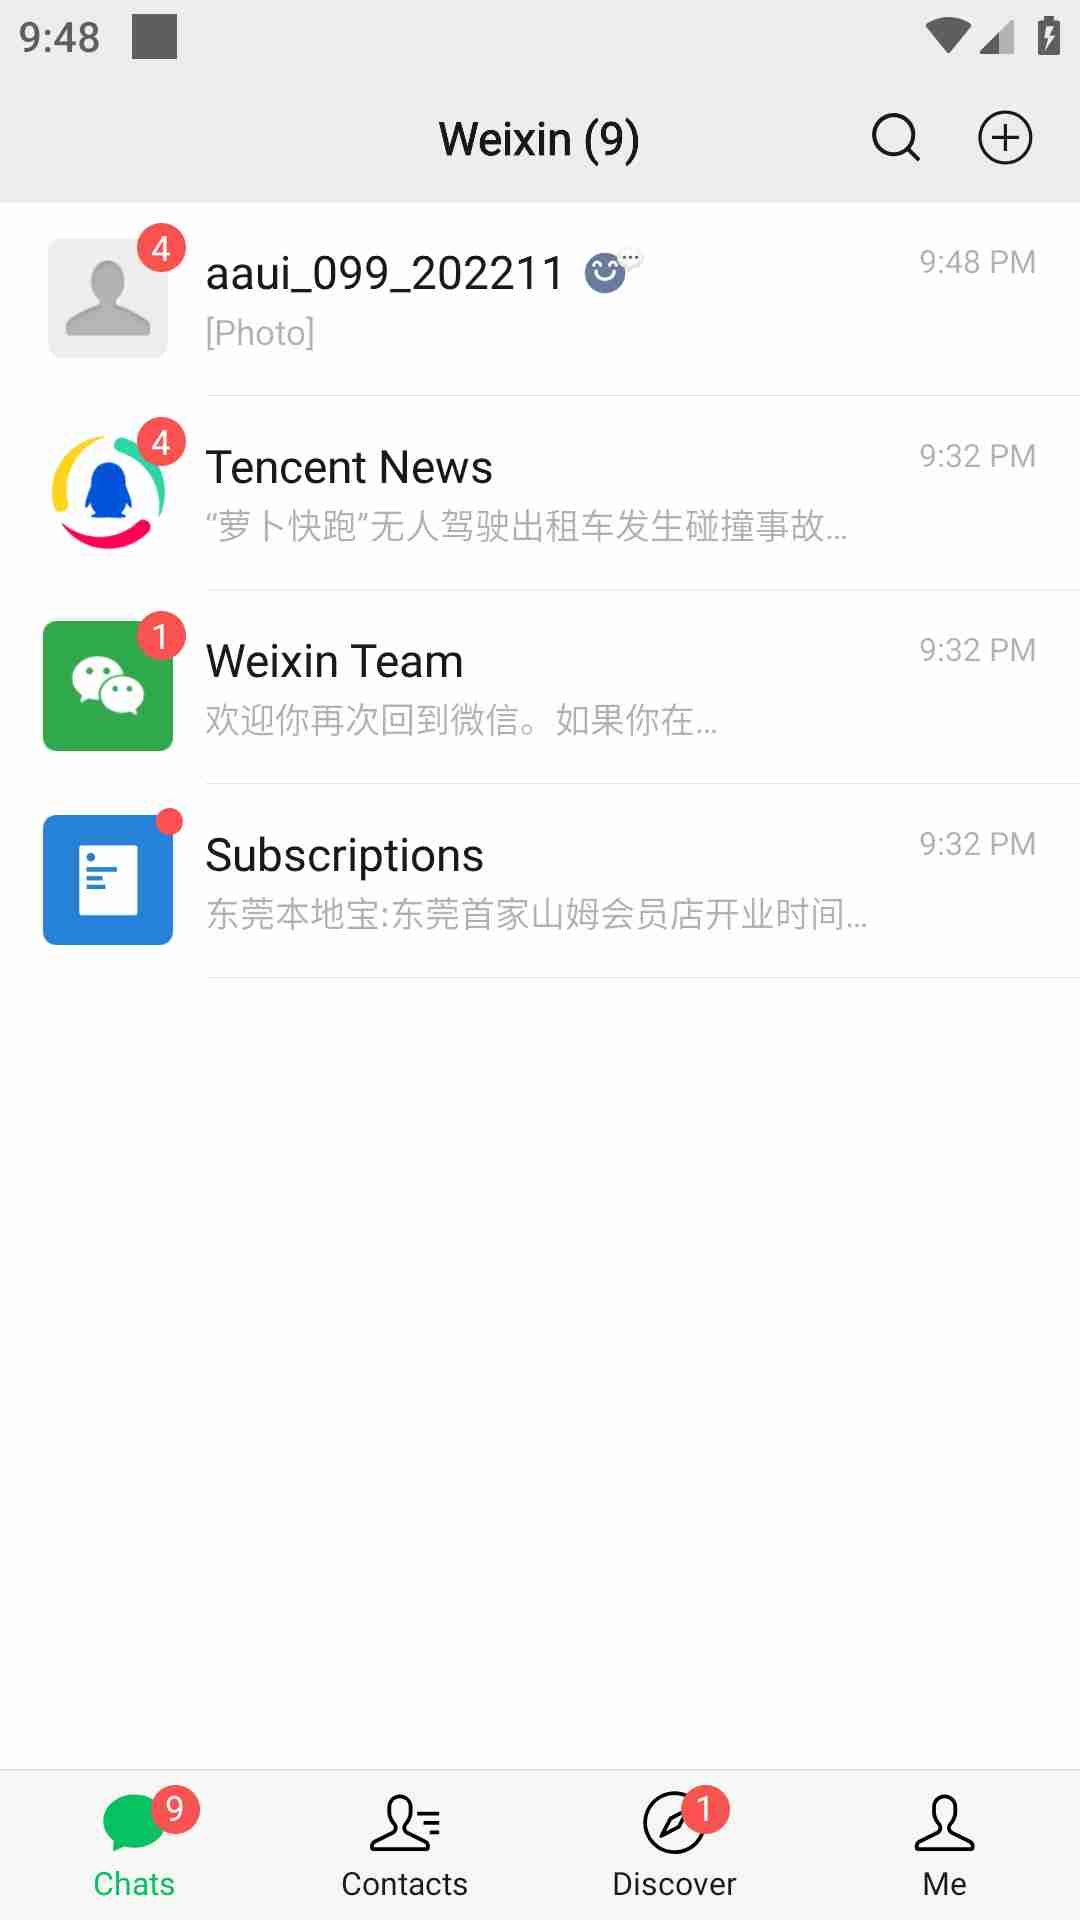 9:48
Weixin (9)
4
aaui_099_202211
9:48 PM
[Photo]
4
Tencent News
9:32 PM
“萝卜快跑”无人驾驶出租车发生碰撞事故...
1
Weixin Team
9:32 PM
欢迎你再次回到微信。如果你在...
Subscriptions
9:32 PM
东莞本地宝:东莞首家山姆会员店开业时间...
9
1
Chats
Contacts
Discover
Me